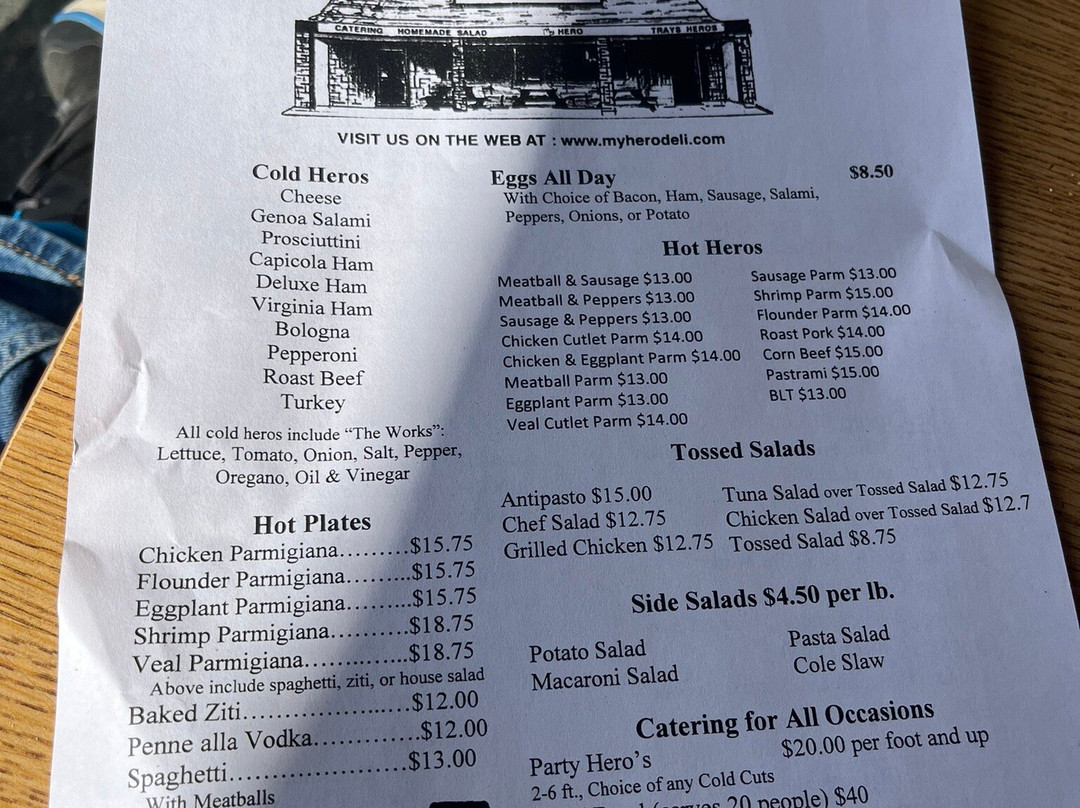 CATERING HOMEMADE SALAD My HERO TRAYS HEROS
VISIT US ON THE WEB AT : www.myherodeli.com
Cold Heros
Cheese
Genoa Salami
Prosciuttini
Capicola Ham
Deluxe Ham
Virginia Ham
Bologna
Pepperoni
Roast Beef
Turkey
All cold heros include “The Works”:
Lettuce, Tomato, Onion, Salt, Pepper,
Oregano, Oil & Vinegar
Hot Plates
Chicken Parmigiana.........$15.75
Flounder Parmigiana.........$15.75
Eggplant Parmigiana.........$15.75
Shrimp Parmigiana..........$18.75
Veal Parmigiana..............$18.75
Above include spaghetti, ziti, or house salad
Baked Ziti......................$12.00
Penne alla Vodka.............$12.00
Spaghetti.......................$13.00
With Meatballs
Eggs All Day $8.50
With Choice of Bacon, Ham, Sausage, Salami,
Peppers, Onions, or Potato
Hot Heros
Meatball & Sausage $13.00
Meatball & Peppers $13.00
Sausage & Peppers $13.00
Chicken Cutlet Parm $14.00
Chicken & Eggplant Parm $14.00
Meatball Parm $13.00
Eggplant Parm $13.00
Veal Cutlet Parm $14.00
Sausage Parm $13.00
Shrimp Parm $15.00
Flounder Parm $14.00
Roast Pork $14.00
Corn Beef $15.00
Pastrami $15.00
BLT $13.00
Tossed Salads
Antipasto $15.00
Chef Salad $12.75
Grilled Chicken $12.75
Tuna Salad over Tossed Salad $12.75
Chicken Salad over Tossed Salad $12.7
Tossed Salad $8.75
Side Salads $4.50 per lb.
Potato Salad
Macaroni Salad
Pasta Salad
Cole Slaw
Catering for All Occasions
Party Hero’s $20.00 per foot and up
2-6 ft., Choice of any Cold Cuts
20 people) $40